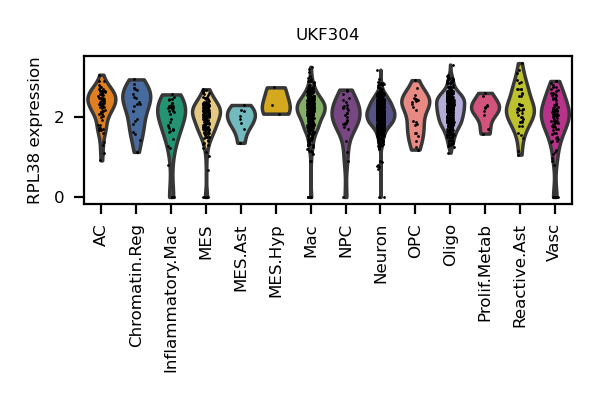 UKF304
RPL38 expression
2
0
AC
Chromatin.Reg
Inflammatory.Mac
MES
MES.Ast
MES.Hyp
Mac
NPC
Neuron
OPC
Oligo
Prolif.Metab
Reactive.Ast
Vasc